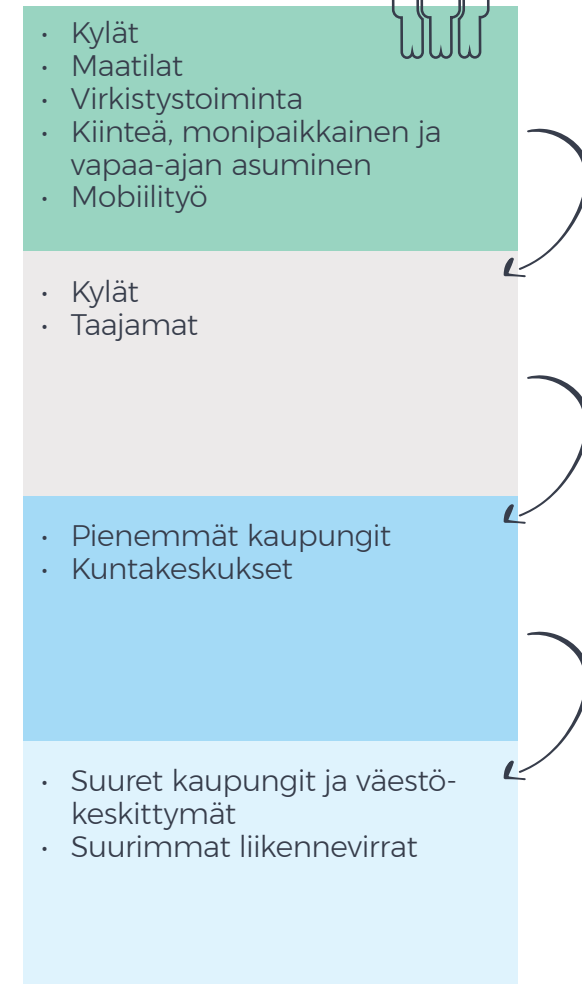 • Kylät
• Maatilat
• Virkistystoiminta
• Kiinteä, monipaikkainen ja
vapaa-ajan asuminen
• Mobiilityö
• Kylät
• Taajamat
• Pienemmät kaupungit
• Kuntakeskukset
• Suuret kaupungit ja väestö-
keskittymät
• Suurimmat liikennevirrat